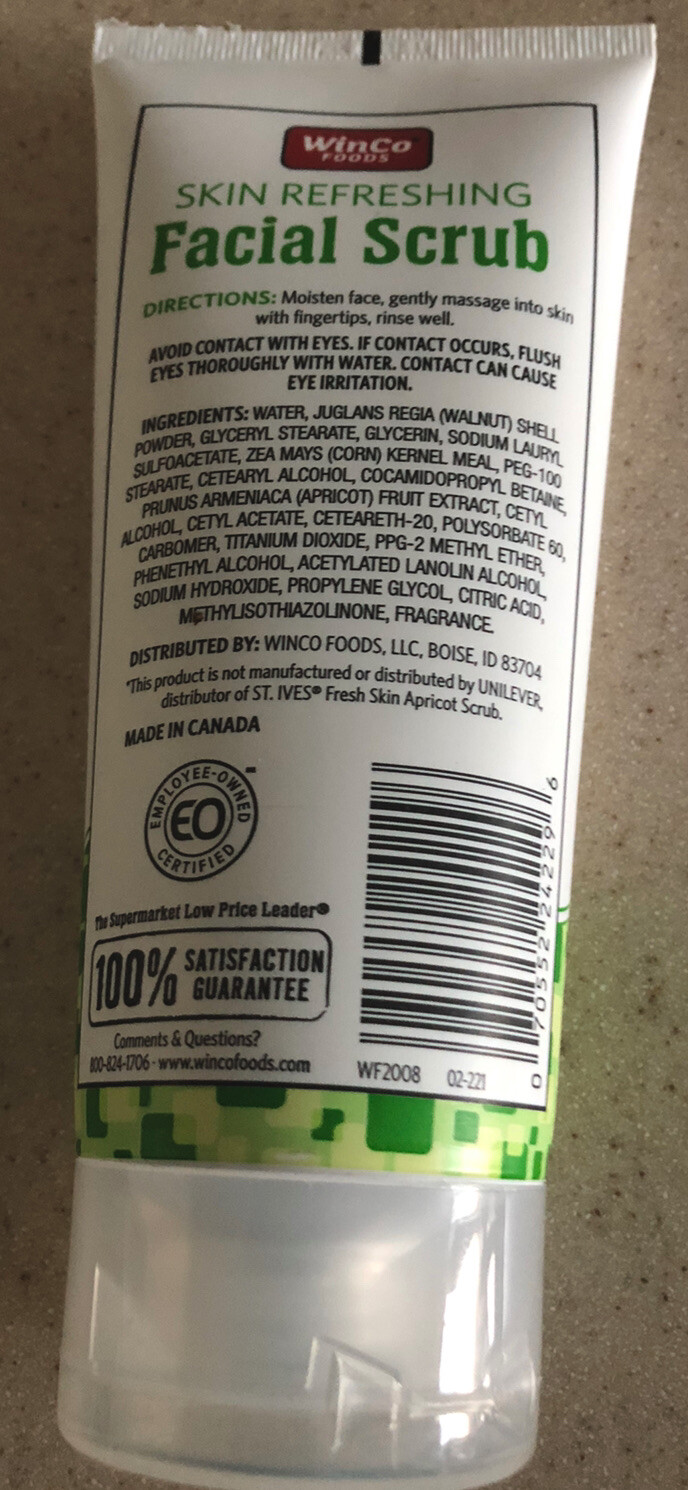 WinCo
FOODS
SKIN REFRESHING
Facial Scrub
DIRECTIONS: Moisten face, gently massage into skin
with fingertips, rinse well.
AVOID CONTACT WITH EYES. IF CONTACT OCCURS, FLUSH
EYES THOROUGHLY WITH WATER. CONTACT CAN CAUSE
EYE IRRITATION.
INGREDIENTS: WATER, JUGLANS REGIA (WALNUT) SHELL
POWDER, GLYCERYL STEARATE, GLYCERIN, SODIUM LAURYL
SULFOACETATE, ZEA MAYS (CORN) KERNEL MEAL, PEG-100
STEARATE, CETEARYL ALCOHOL, COCAMIDOPROPYL BETAINE,
PRUNUS ARMENIACA (APRICOT) FRUIT EXTRACT, CETYL
ALCOHOL, CETYL ACETATE, CETEARETH-20, POLYSORBATE 60,
CARBOMER, TITANIUM DIOXIDE, PPG-2 METHYL ETHER,
PHENETHYL ALCOHOL, ACETYLATED LANOLIN ALCOHOL,
SODIUM HYDROXIDE, PROPYLENE GLYCOL, CITRIC ACID,
METHYLISOTHIAZOLINONE, FRAGRANCE.
DISTRIBUTED BY: WINCO FOODS, LLC, BOISE, ID 83704
*This product is not manufactured or distributed by UNILEVER,
distributor of ST. IVES® Fresh Skin Apricot Scrub.
MADE IN CANADA
EMPLOYEE-OWNED
EO
CERTIFIED
The Supermarket Low Price Leader®
100% SATISFACTION
GUARANTEE
Comments & Questions?
800-824-1706 · www.wincofoods.com
WF2008 02-221
0 70552 24229 6